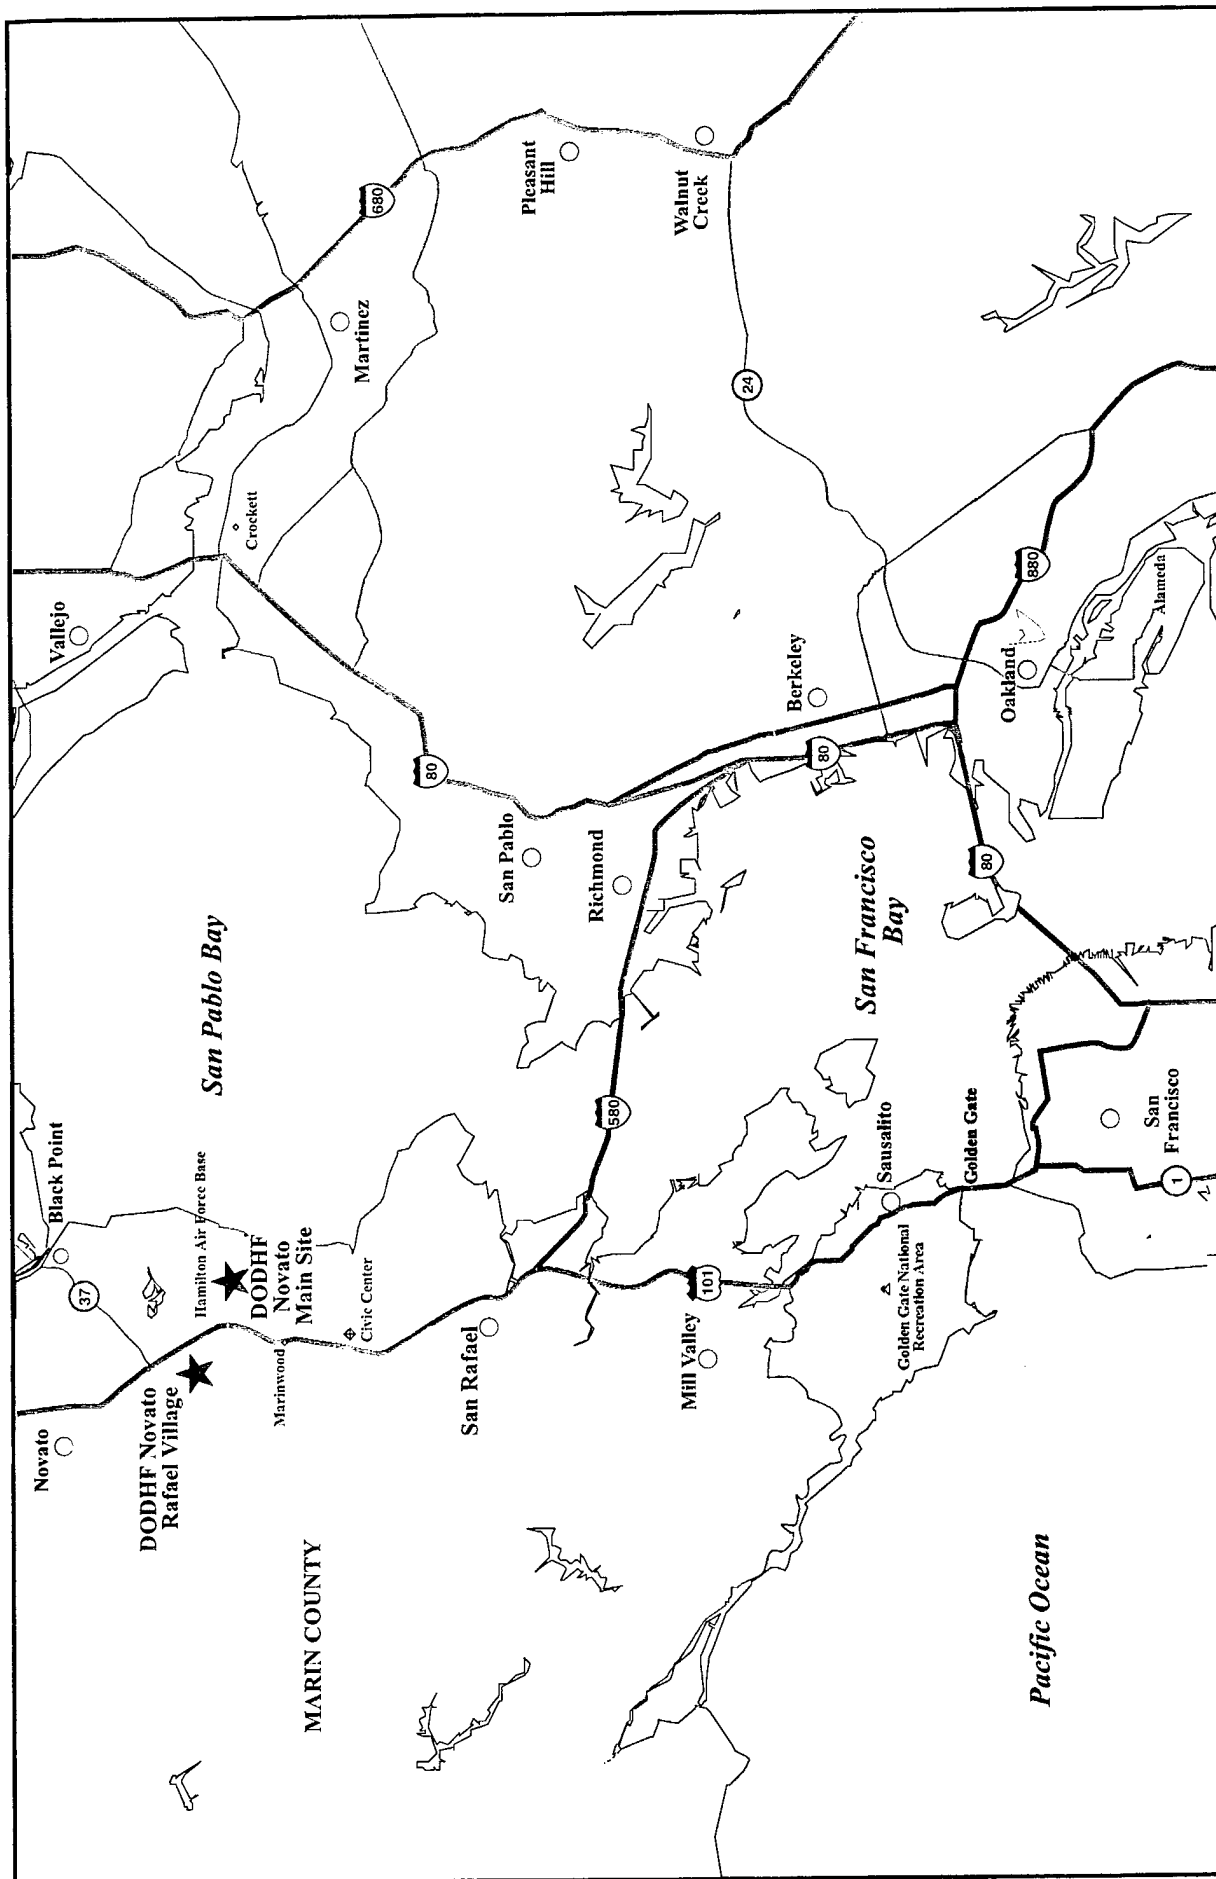 Novato
Black Point
37
Vallejo
DODHF Novato
Rafael Village
Hamilton Air Force Base
DODHF
Novato
Main Site
San Pablo Bay
Crockett
Marinwood
Civic Center
MARIN COUNTY
Martinez
680
San Rafael
80
San Pablo
Pleasant
Hill
Richmond
580
Mill Valley
101
Walnut
Creek
24
Berkeley
80
San Francisco
Bay
Sausalito
Golden Gate National
Recreation Area
Golden Gate
80
Oakland
880
Alameda
Pacific Ocean
San
Francisco
1